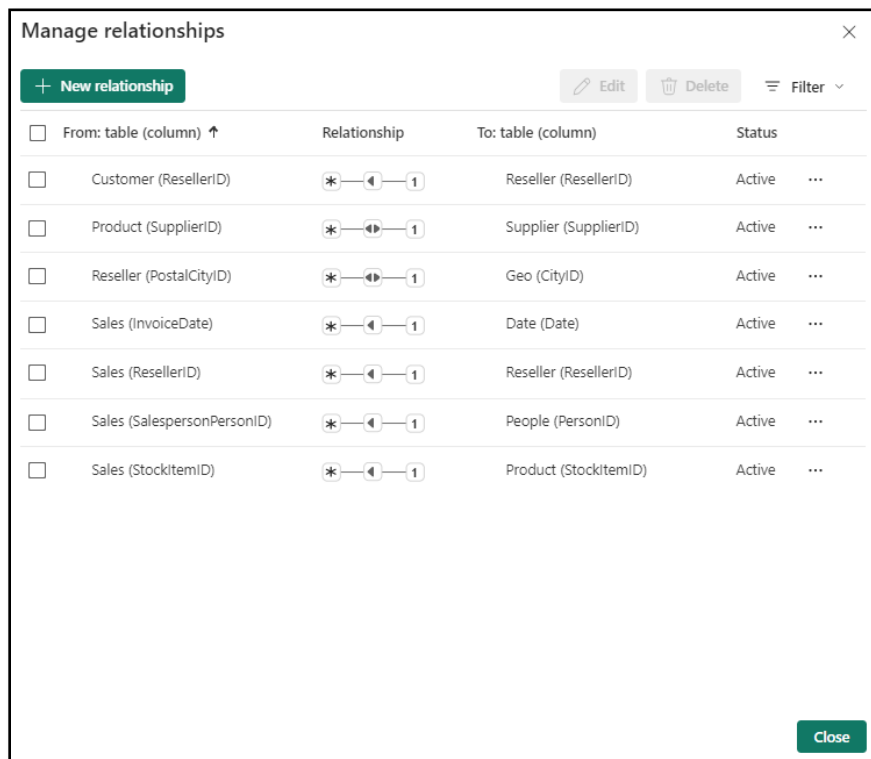 Manage relationships
New relationship Edit Delete Filter
From: table (column) Relationship To: table (column) Status
Customer (ResellerID) * 1 Reseller (ResellerID) Active ...
Product (SupplierID) * 1 Supplier (SupplierID) Active ...
Reseller (PostalCityID) * 1 Geo (CityID) Active ...
Sales (InvoiceDate) * 1 Date (Date) Active ...
Sales (ResellerID) * 1 Reseller (ResellerID) Active ...
Sales (SalespersonPersonID) * 1 People (PersonID) Active ...
Sales (StockItemID) * 1 Product (StockItemID) Active ...
Close